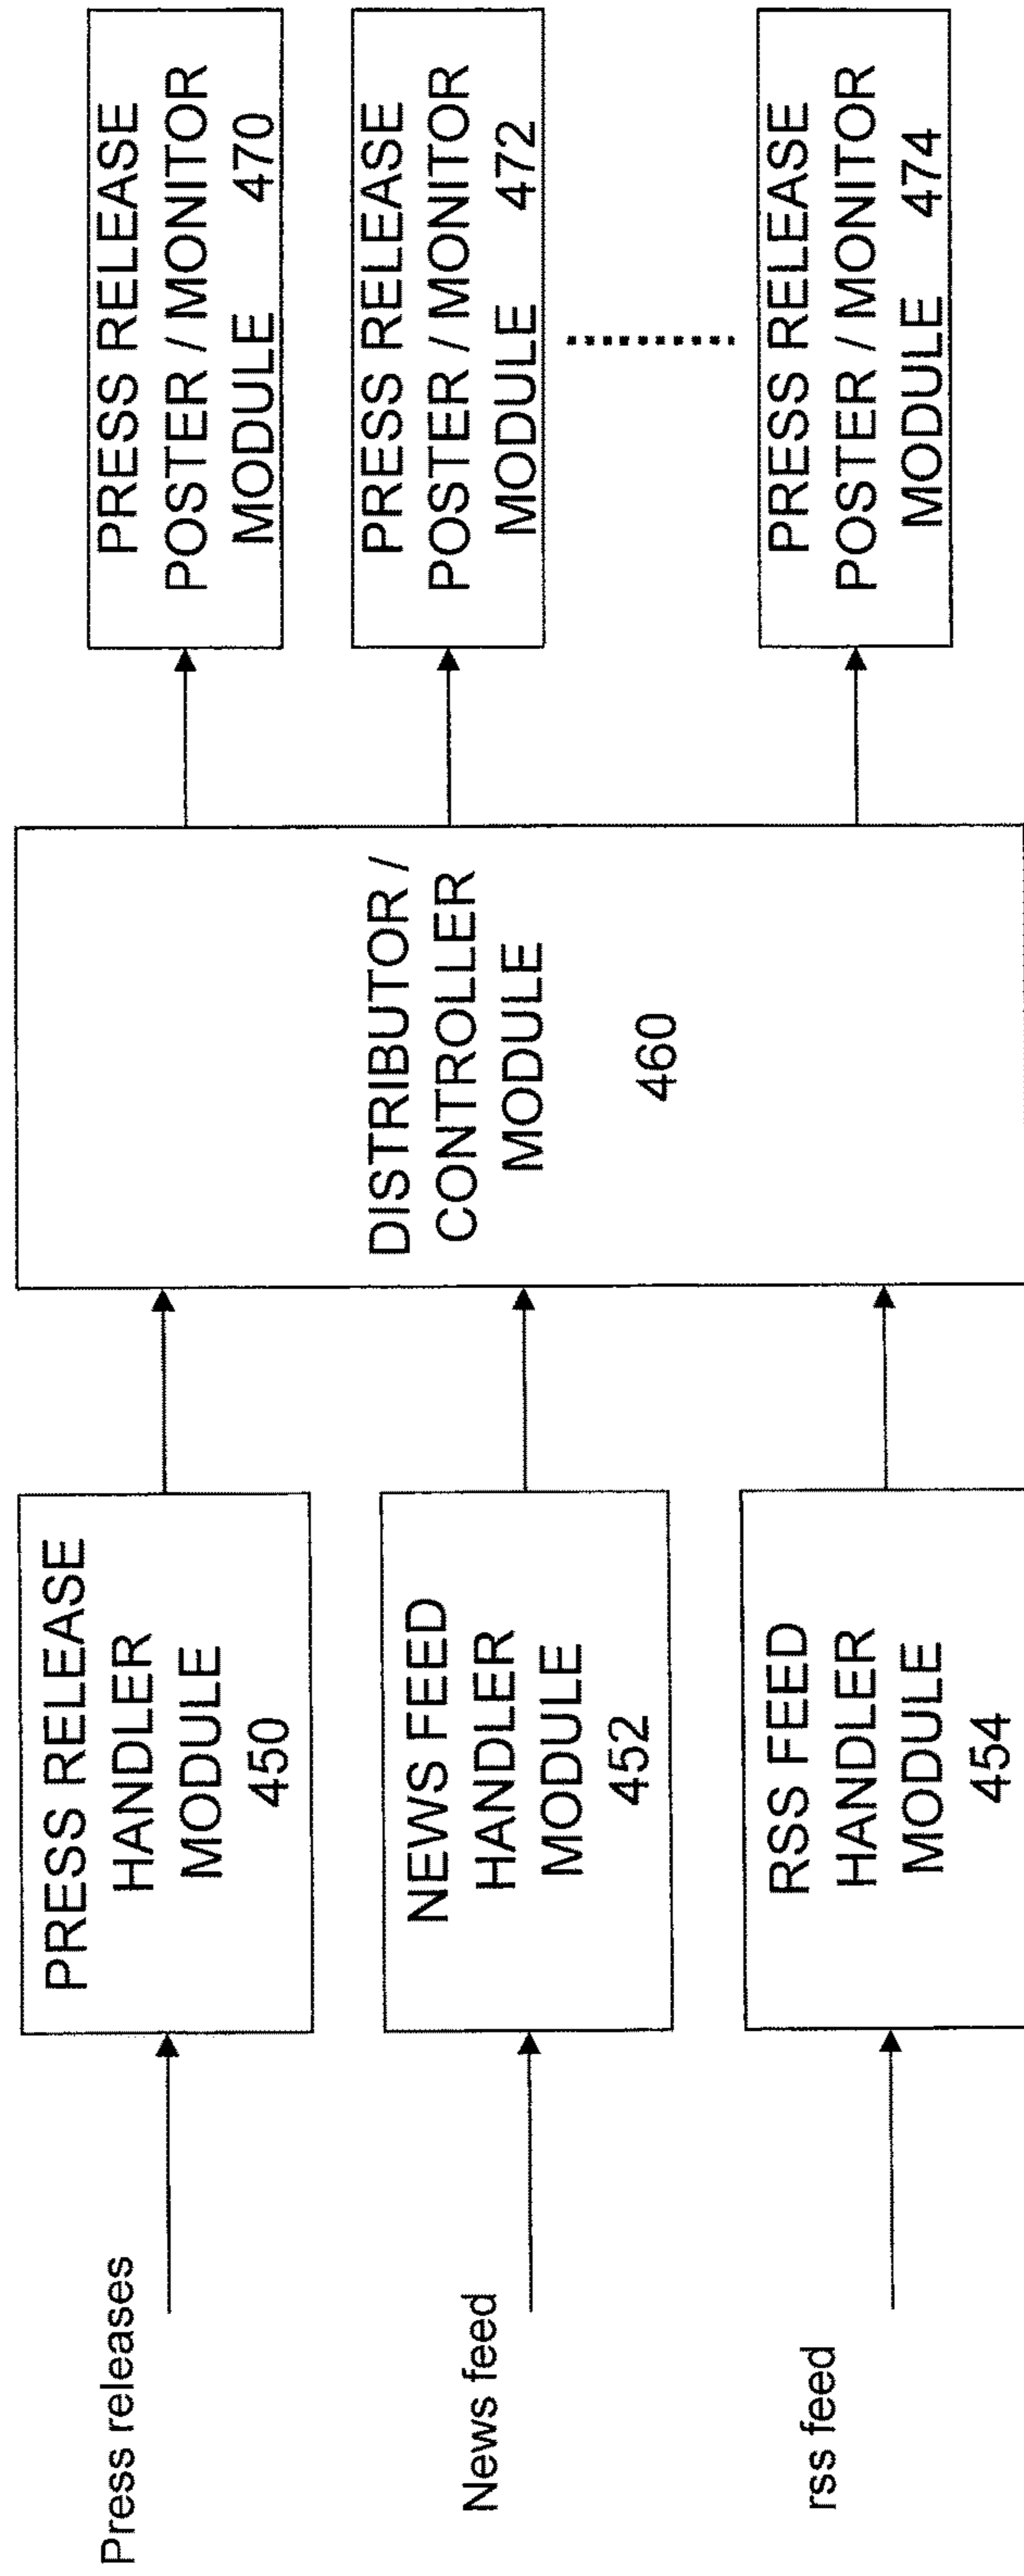 Press releases
PRESS RELEASE
HANDLER
MODULE
450
News feed
NEWS FEED
HANDLER
MODULE
452
rss feed
RSS FEED
HANDLER
MODULE
454
DISTRIBUTOR /
CONTROLLER
MODULE
460
PRESS RELEASE
POSTER / MONITOR
MODULE 470
PRESS RELEASE
POSTER / MONITOR
MODULE 472
PRESS RELEASE
POSTER / MONITOR
MODULE 474